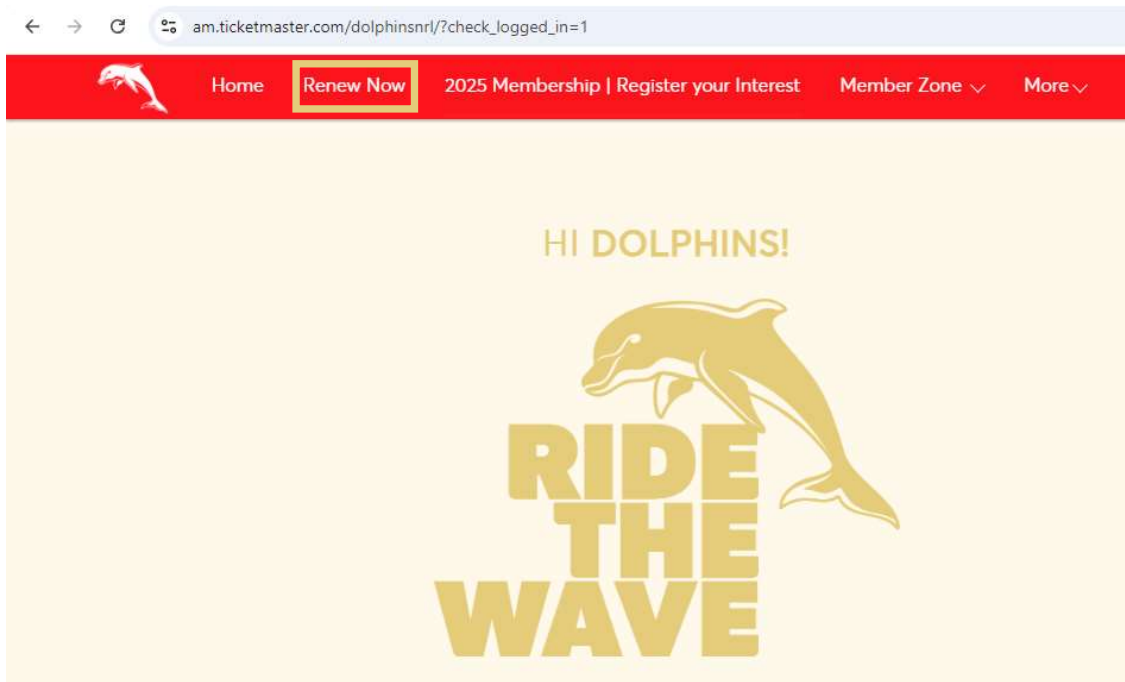 am.ticketmaster.com/dolphinsnrl/?check_logged_in=1
Home Renew Now 2025 Membership | Register your Interest Member Zone More
HI DOLPHINS!
RIDE
THE
WAVE